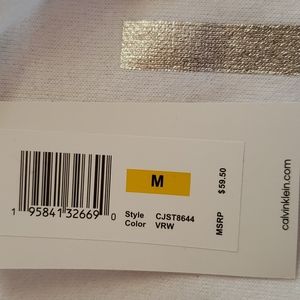 M
1 95841 32669 0
Style CJST8644
Color VRW
MSRP $59.50
calvinklein.com